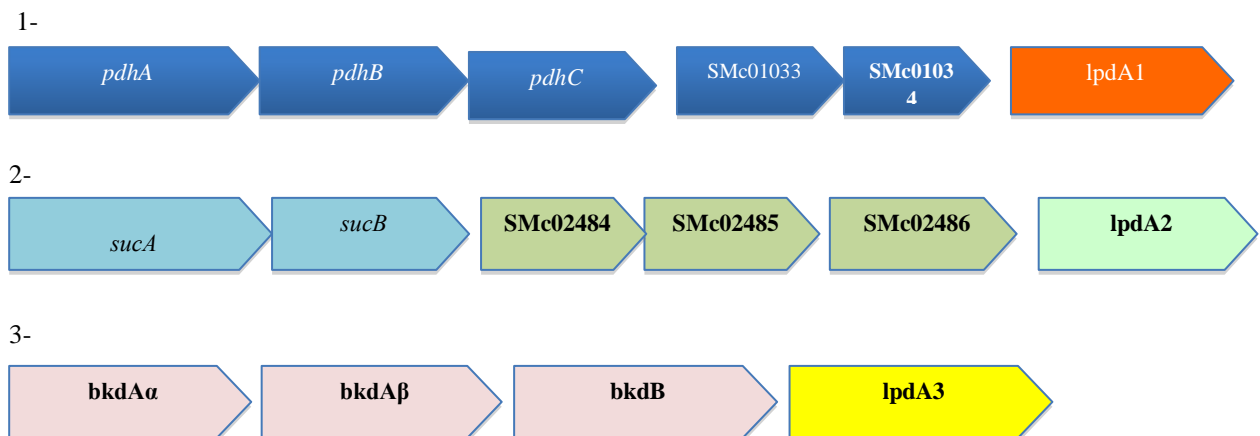 1-
pdhA pdhB pdhC SMc01033 SMc0103 lpdA1
4
2-
sucA sucB SMc02484 SMc02485 SMc02486 lpdA2
3-
bkdAα bkdAβ bkdB lpdA3